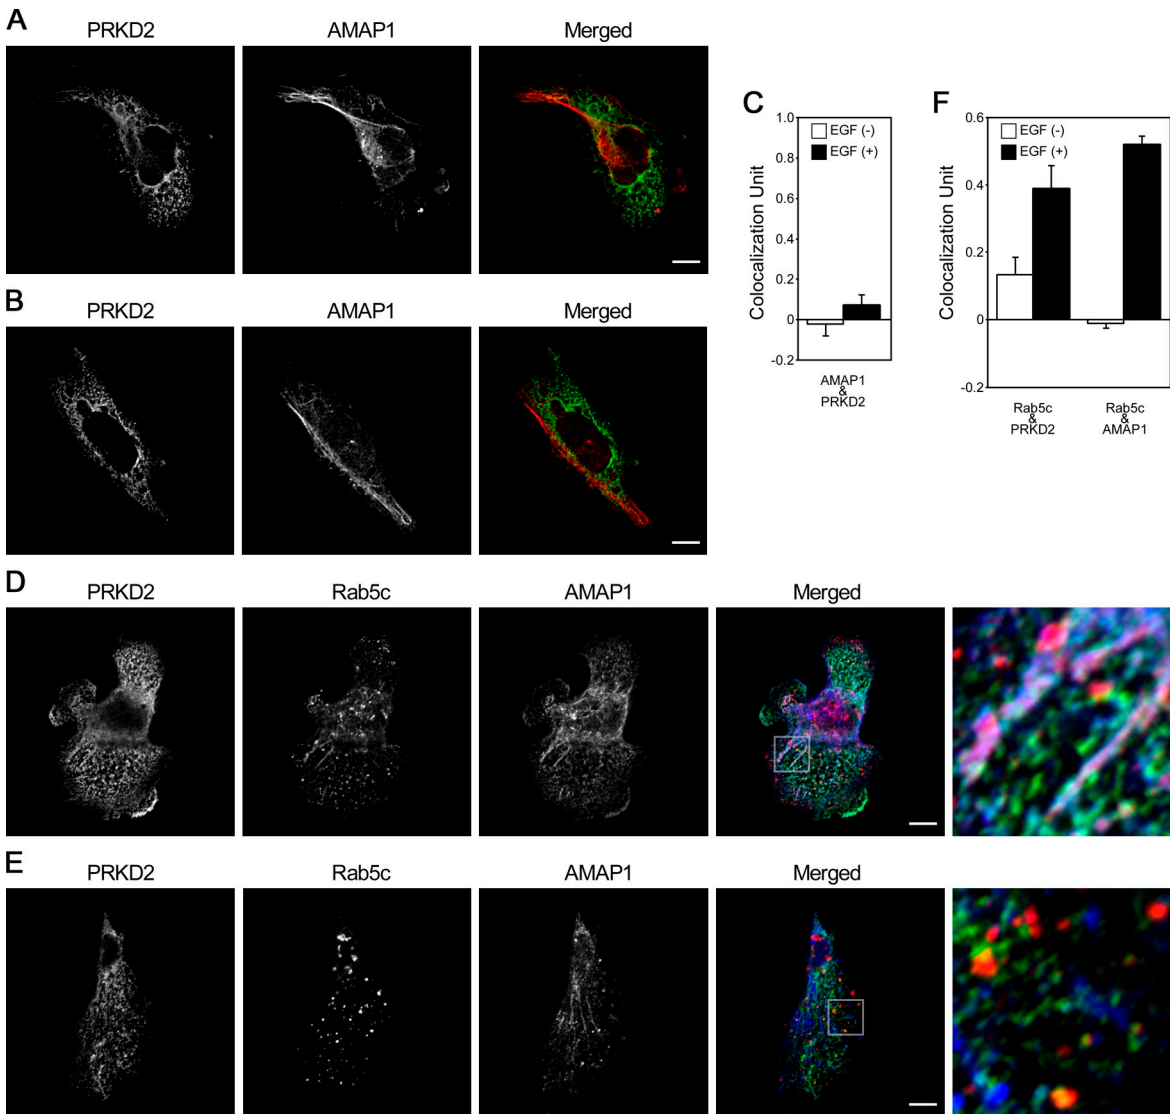 A
PRKD2 AMAP1 Merged
B
PRKD2 AMAP1 Merged
C
EGF (-)
EGF (+)
Colocalization Unit
1.0
0.8
0.6
0.4
0.2
0
-0.2
AMAP1
&
PRKD2
F
EGF (-)
EGF (+)
Colocalization Unit
0.6
0.4
0.2
0
-0.2
Rab5c
&
PRKD2
Rab5c
&
AMAP1
D
PRKD2 Rab5c AMAP1 Merged
E
PRKD2 Rab5c AMAP1 Merged